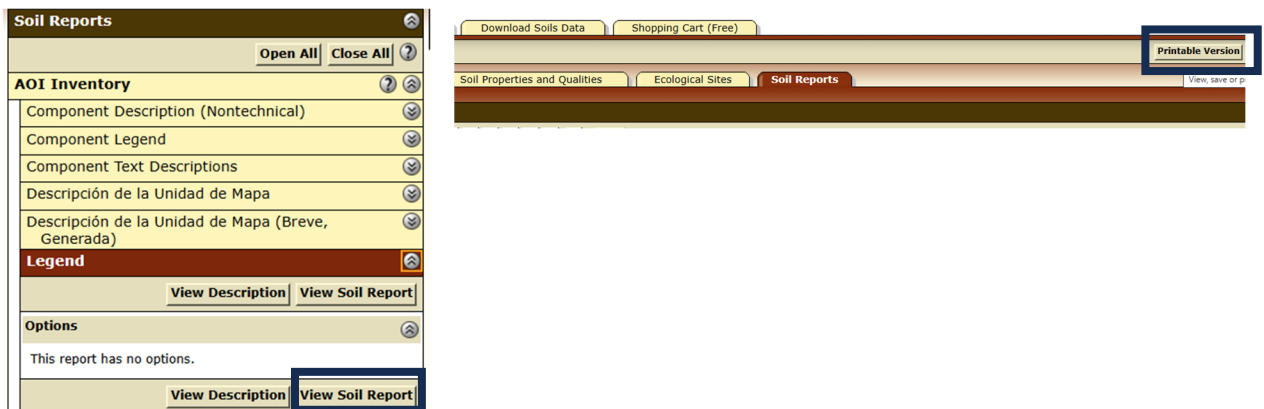 Soil Reports
Open All Close All ?
AOI Inventory ?
Component Description (Nontechnical)
Component Legend
Component Text Descriptions
Descripción de la Unidad de Mapa
Descripción de la Unidad de Mapa (Breve,
Generada)
Legend
View Description View Soil Report
Options
This report has no options.
View Description View Soil Report
Download Soils Data Shopping Cart (Free)
Printable Version
Soil Properties and Qualities Ecological Sites Soil Reports
View, save or p